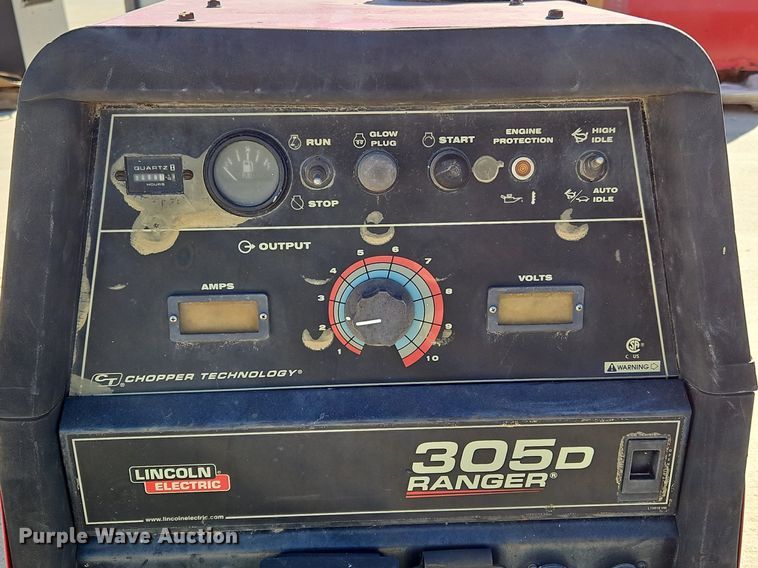 RUN
GLOW
PLUG
START
ENGINE
PROTECTION
HIGH
IDLE
QUARTZ
HOURS
STOP
AUTO
IDLE
OUTPUT
AMPS
VOLTS
1 2 3 4 5 6 7 8 9 10
C US
WARNING
CT® CHOPPER TECHNOLOGY®
305D
RANGER®
LINCOLN®
ELECTRIC
www.lincolnelectric.com
Purple Wave Auction